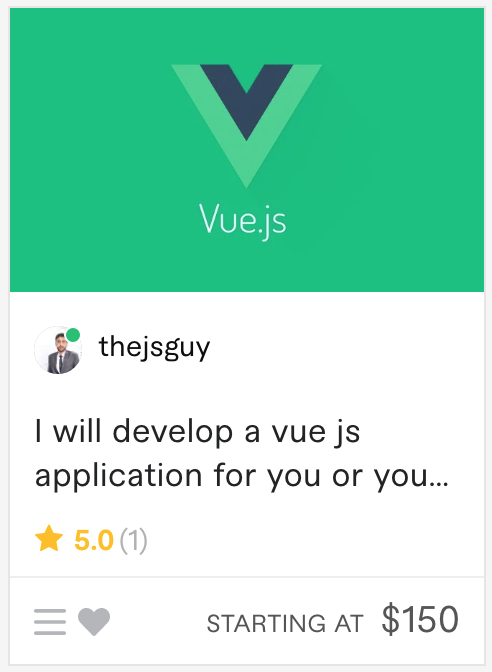 Vue.js
thejsguy
I will develop a vue js
application for you or you...
5.0 (1)
STARTING AT $150